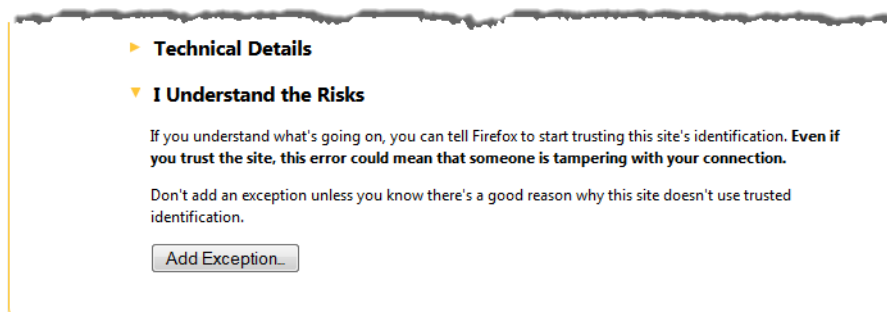 Technical Details
I Understand the Risks
If you understand what's going on, you can tell Firefox to start trusting this site's identification. Even if
you trust the site, this error could mean that someone is tampering with your connection.
Don't add an exception unless you know there's a good reason why this site doesn't use trusted
identification.
Add Exception...